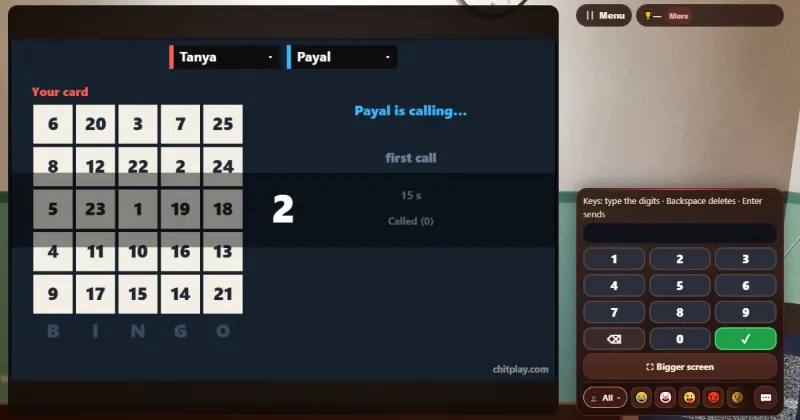 Menu
— More
Tanya
Payal
Your card
Payal is calling...
6 20 3 7 25
8 12 22 2 24
5 23 1 19 18
4 11 10 16 13
9 17 15 14 21
B I N G O
2
first call
15 s
Called (0)
chitplay.com
Keys: type the digits · Backspace deletes · Enter
sends
1 2 3
4 5 6
7 8 9
⌫ 0 ✓
Bigger screen
All